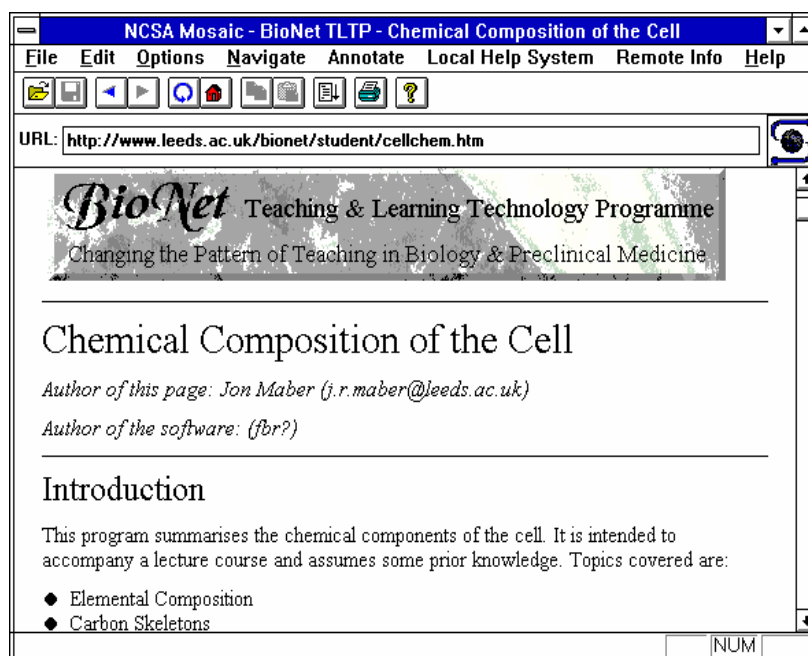 NCSA Mosaic - BioNet TLTP - Chemical Composition of the Cell
File Edit Options Navigate Annotate Local Help System Remote Info Help
URL: http://www.leeds.ac.uk/bionet/student/cellchem.htm
BioNet Teaching & Learning Technology Programme
Changing the Pattern of Teaching in Biology & Preclinical Medicine
Chemical Composition of the Cell
Author of this page: Jon Maber (j.r.maber@leeds.ac.uk)
Author of the software: (fbr?)
Introduction
This program summarises the chemical components of the cell. It is intended to
accompany a lecture course and assumes some prior knowledge. Topics covered are:
Elemental Composition
Carbon Skeletons
NUM